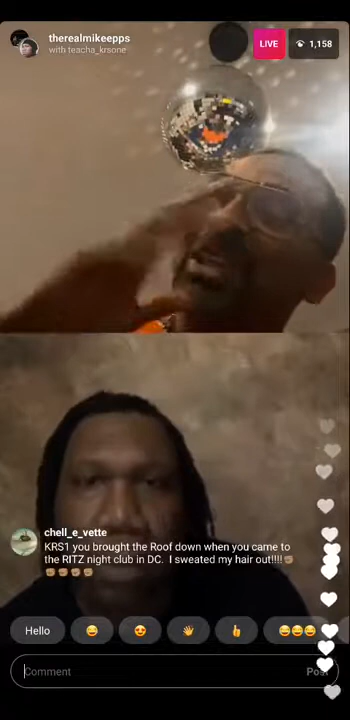 therealmikeepps
with teacha_krsone
LIVE
1,158
chell_e_vette
KRS1 you brought the Roof down when you came to
the RITZ night club in DC. I sweated my hair out!!!!✊🏽
✊🏽✊🏽✊🏽✊🏽
Hello
Comment
Post